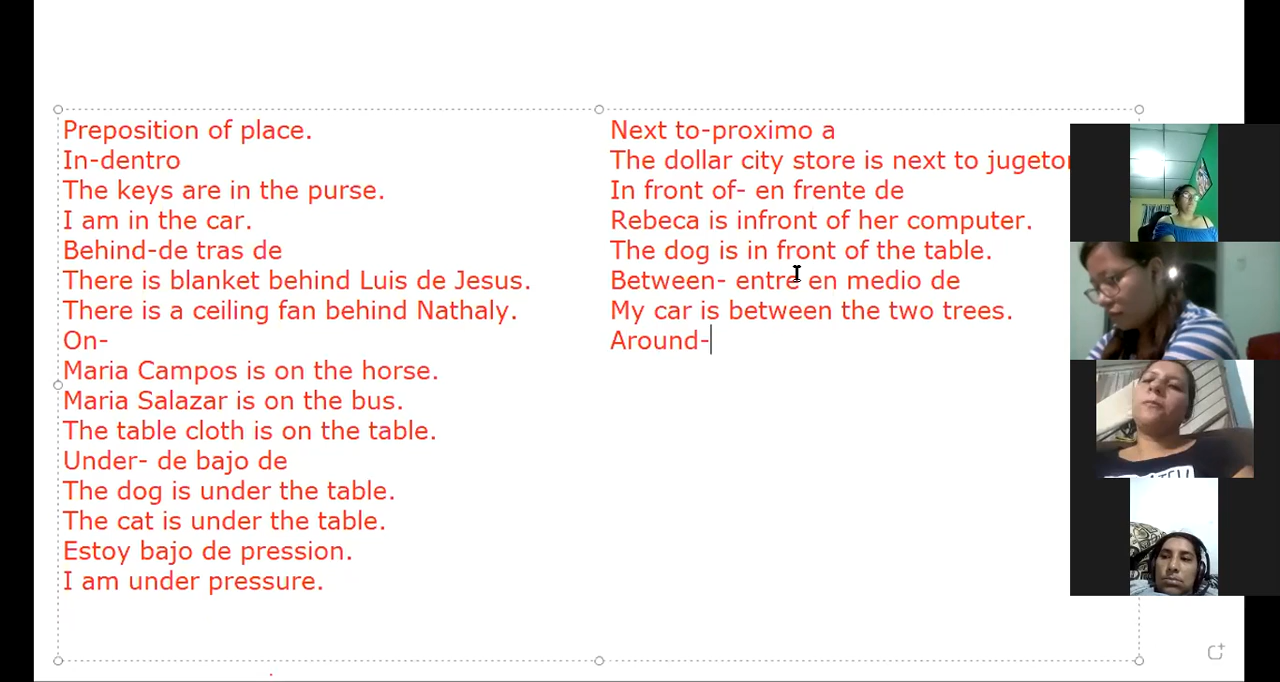 Preposition of place.
In-dentro
The keys are in the purse.
I am in the car.
Behind-de tras de
There is blanket behind Luis de Jesus.
There is a ceiling fan behind Nathaly.
On-
Maria Campos is on the horse.
Maria Salazar is on the bus.
The table cloth is on the table.
Under- de bajo de
The dog is under the table.
The cat is under the table.
Estoy bajo de pression.
I am under pressure.
Next to-proximo a
The dollar city store is next to
In front of- en frente de
Rebeca is infront of her computer.
The dog is in front of the table.
Between- entre en medio de
My car is between the two trees.
Around-